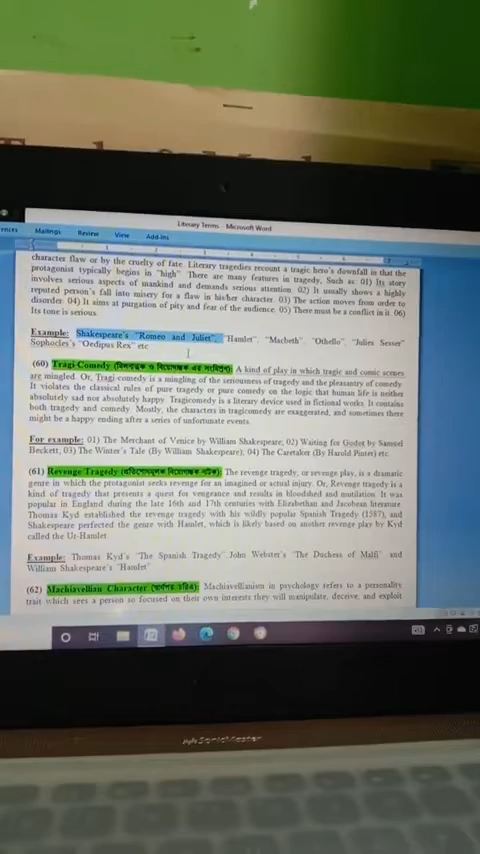 Literary Terms - Microsoft Word
Mailings Review View Add-Ins
character flaw or by the cruelty of fate. Literary tragedies recount a tragic hero's downfall in that the
protagonist typically begins in "high" There are many features in tragedy, Such as: 01) Its story
involves serious aspects of mankind and demands serious attention. 02) It usually shows a highly
reputed person's fall into misery for a flaw in his/her character. 03) The action moves from order to
disorder. 04) It aims at purgation of pity and fear of the audience. 05) There must be a conflict in it. 06)
Its tone is serious.
Example: Shakespeare's "Romeo and Juliet", "Hamlet", "Macbeth", "Othello", "Julies Sesser"
Sophocles's "Oedipus Rex" etc
(60) Tragi Comedy (মিলনাত্মক ও বিয়োগান্তক এর সংমিশ্রণ): A kind of play in which tragic and comic scenes
are mingled. Or, Tragi-comedy is a mingling of the seriousness of tragedy and the pleasantry of comedy.
It violates the classical rules of pure tragedy or pure comedy on the logic that human life is neither
absolutely sad not absolutely happy. Tragicomedy is a literary device used in fictional works. It contains
both tragedy and comedy. Mostly, the characters in tragicomedy are exaggerated, and sometimes there
might be a happy ending after a series of unfortunate events.
For example: 01) The Merchant of Venice by William Shakespeare; 02) Waiting for Godot by Samuel
Beckett; 03) The Winter's Tale (By William Shakespeare); 04) The Caretaker (By Harold Pinter) etc.
(61) Revenge Tragedy (প্রতিশোধমূলক বিয়োগান্তক নাটক): The revenge tragedy, or revenge play, is a dramatic
genre in which the protagonist seeks revenge for an imagined or actual injury. Or, Revenge tragedy is a
kind of tragedy that presents a quest for vengeance and results in bloodshed and mutilation. It was
popular in England during the late 16th and 17th centuries with Elizabethan and Jacobean literature.
Thomas Kyd established the revenge tragedy with his wildly popular Spanish Tragedy (1587), and
Shakespeare perfected the genre with Hamlet, which is likely based on another revenge play by Kyd
called the Ur-Hamlet.
Example: Thomas Kyd's "The Spanish Tragedy" John Webster's "The Duchess of Malfi" and
William Shakespeare's "Hamlet"
(62) Machiavellian Character (স্বার্থপর চরিত্র): Machiavellianism in psychology refers to a personality
trait which sees a person so focused on their own interests they will manipulate, deceive, and exploit